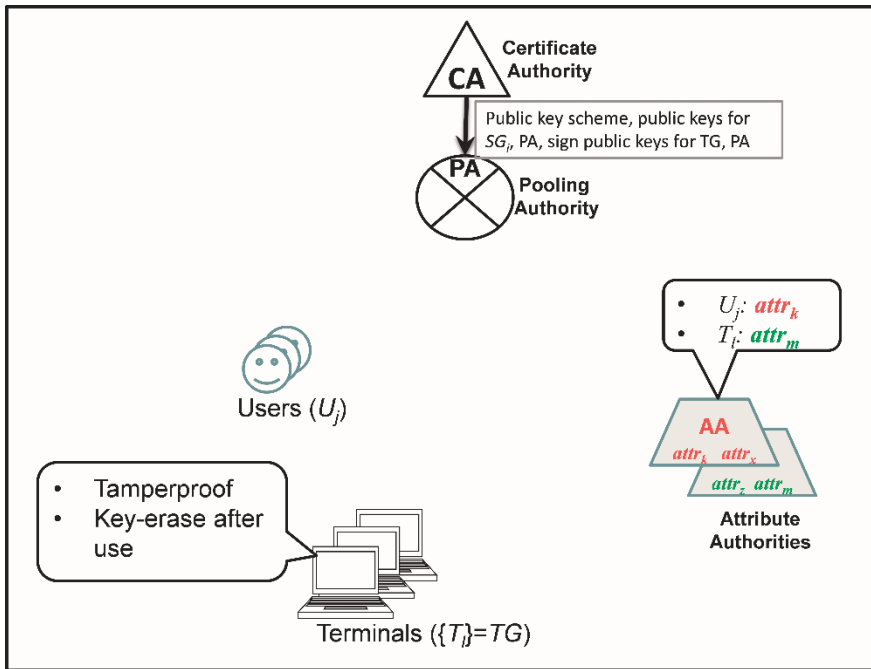 CA
Certificate
Authority
Public key scheme, public keys for
SGᵢ, PA, sign public keys for TG, PA
PA
Pooling
Authority
• Uⱼ: attrₖ
• Tₗ: attrₘ
Users (Uⱼ)
AA
attrₖ attrₓ
attr_z attrₘ
Attribute
Authorities
• Tamperproof
• Key-erase after
use
Terminals ({Tₗ}=TG)